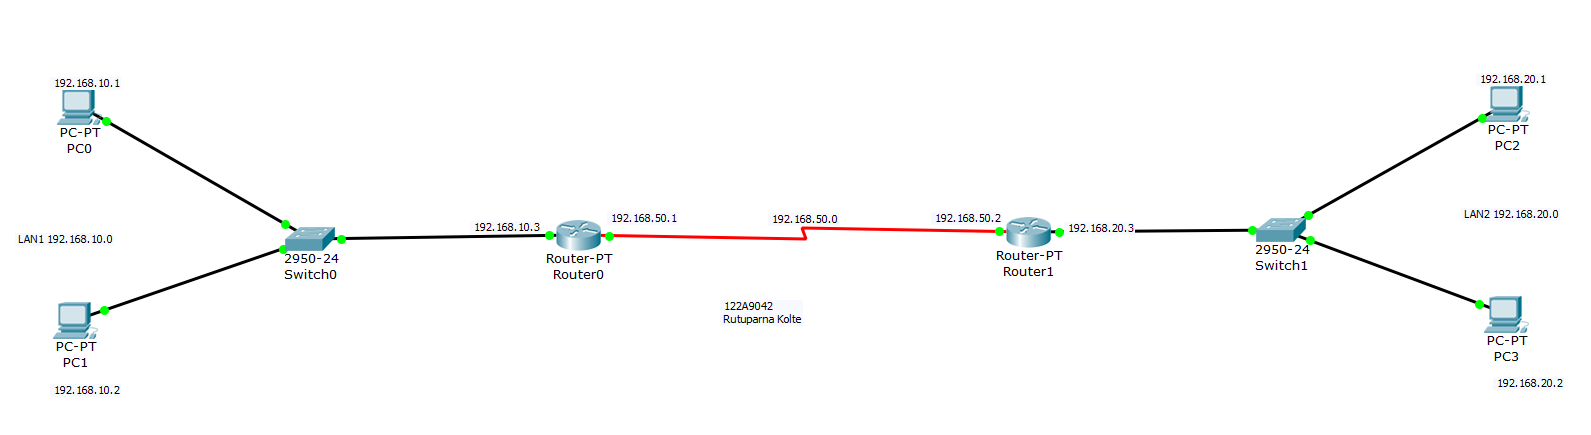 192.168.10.1
PC-PT
PC0
LAN1 192.168.10.0
2950-24
Switch0
PC-PT
PC1
192.168.10.2
192.168.10.3
Router-PT
Router0
192.168.50.1
192.168.50.0
122A9042
Rutuparna Kolte
192.168.50.2
Router-PT
Router1
192.168.20.3
2950-24
Switch1
192.168.20.1
PC-PT
PC2
LAN2 192.168.20.0
PC-PT
PC3
192.168.20.2